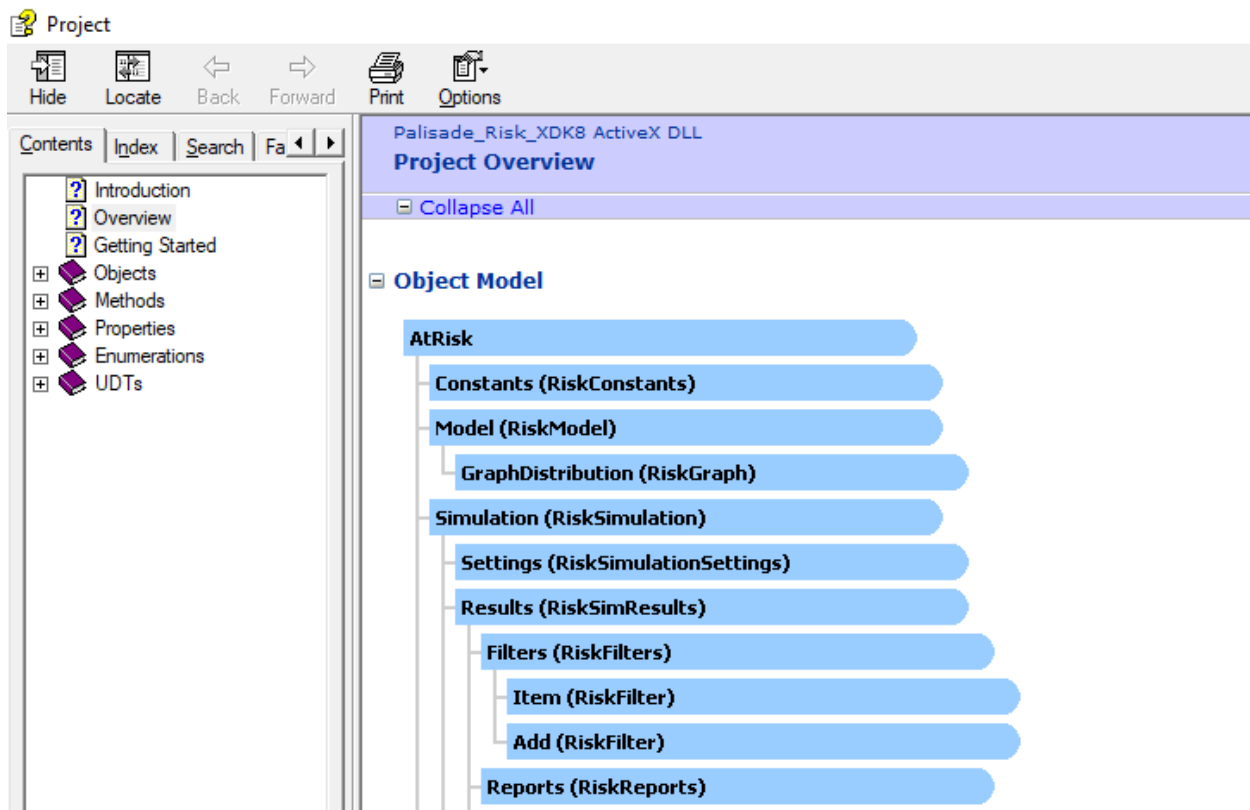 Project
Hide Locate Back Forward Print Options
Contents Index Search Fa
Introduction
Overview
Getting Started
Objects
Methods
Properties
Enumerations
UDTs
Palisade_Risk_XDK8 ActiveX DLL
Project Overview
Collapse All
Object Model
AtRisk
Constants (RiskConstants)
Model (RiskModel)
GraphDistribution (RiskGraph)
Simulation (RiskSimulation)
Settings (RiskSimulationSettings)
Results (RiskSimResults)
Filters (RiskFilters)
Item (RiskFilter)
Add (RiskFilter)
Reports (RiskReports)